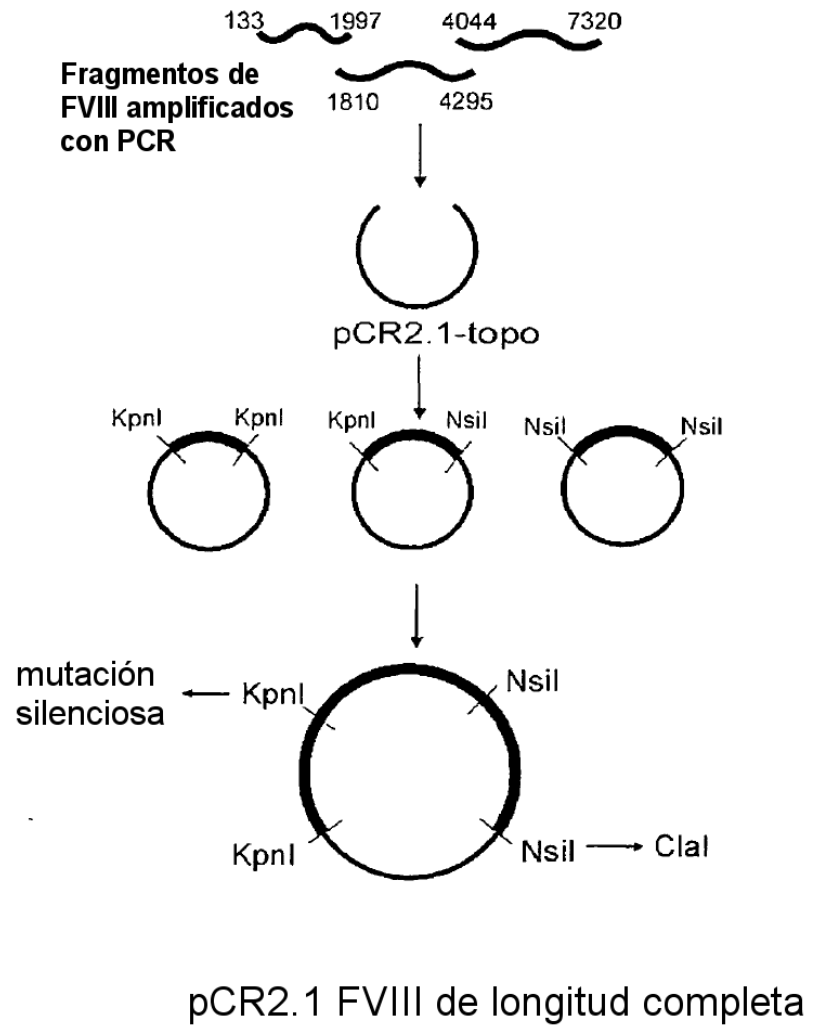 133 1997 4044 7320
Fragmentos de
FVIII amplificados
con PCR
1810 4295
pCR2.1-topo
KpnI KpnI KpnI NsiI NsiI NsiI
mutación
silenciosa
KpnI
NsiI
KpnI
NsiI
ClaI
pCR2.1 FVIII de longitud completa